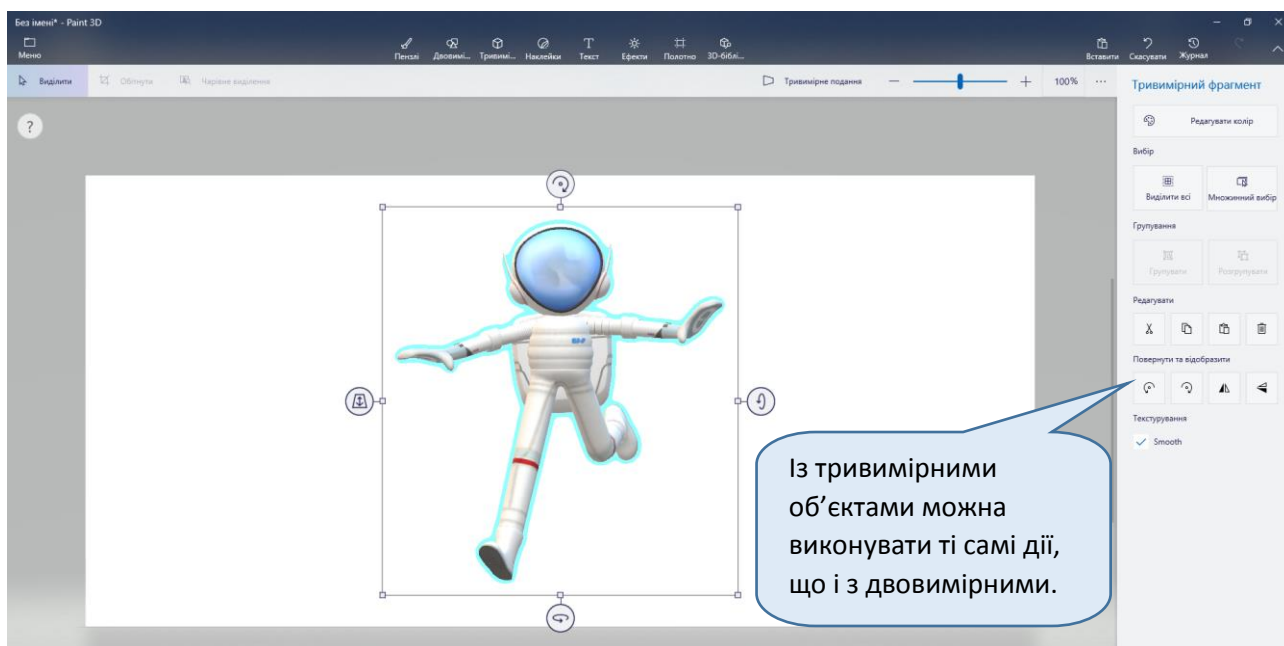 Без імені* - Paint 3D
Меню
Пензлі Двовимі... Тривимі... Наклейки Текст Ефекти Полотно 3D-біблі...
Вставити Скасувати Журнал
Виділити Обітнути Чарівне виділення Тривимірне подання 100% ...
?
Тривимірний фрагмент
Редагувати колір
Вибір
Виділити всі Множинний вибір
Групування
Групувати Розгрупувати
Редагувати
Повернути та відобразити
Текстурування
Smooth
Із тривимірними
об’єктами можна
виконувати ті самі дії,
що і з двовимірними.